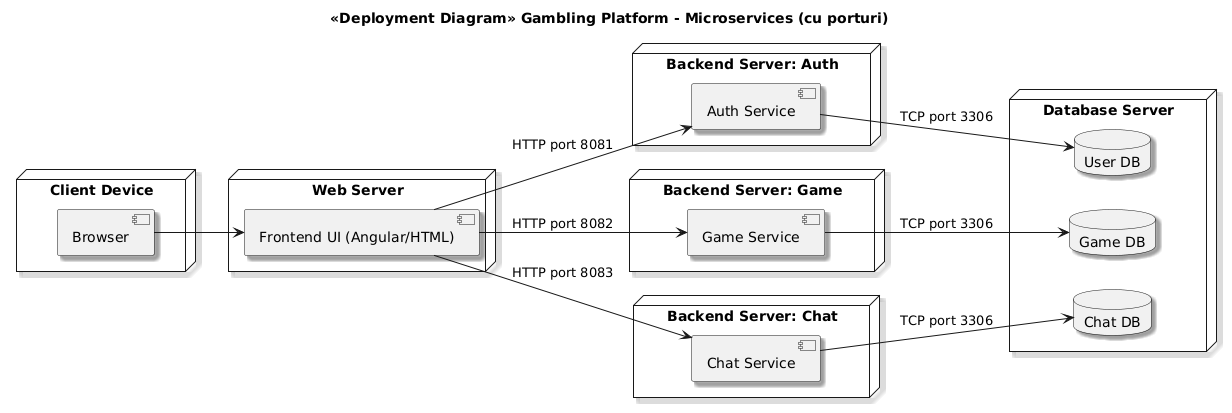 «Deployment Diagram» Gambling Platform - Microservices (cu porturi)
Client Device
Browser
Web Server
Frontend UI (Angular/HTML)
HTTP port 8081
HTTP port 8082
HTTP port 8083
Backend Server: Auth
Auth Service
Backend Server: Game
Game Service
Backend Server: Chat
Chat Service
TCP port 3306
TCP port 3306
TCP port 3306
Database Server
User DB
Game DB
Chat DB